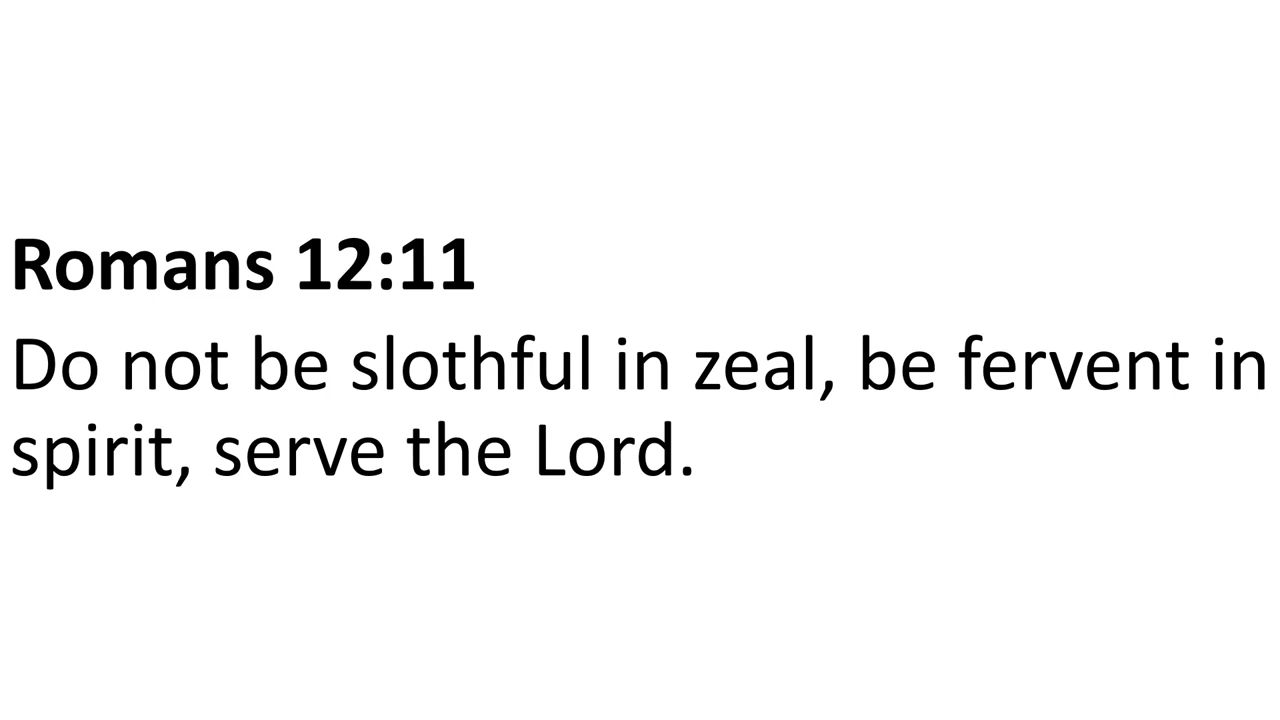 Romans 12:11
Do not be slothful in zeal, be fervent in
spirit, serve the Lord.